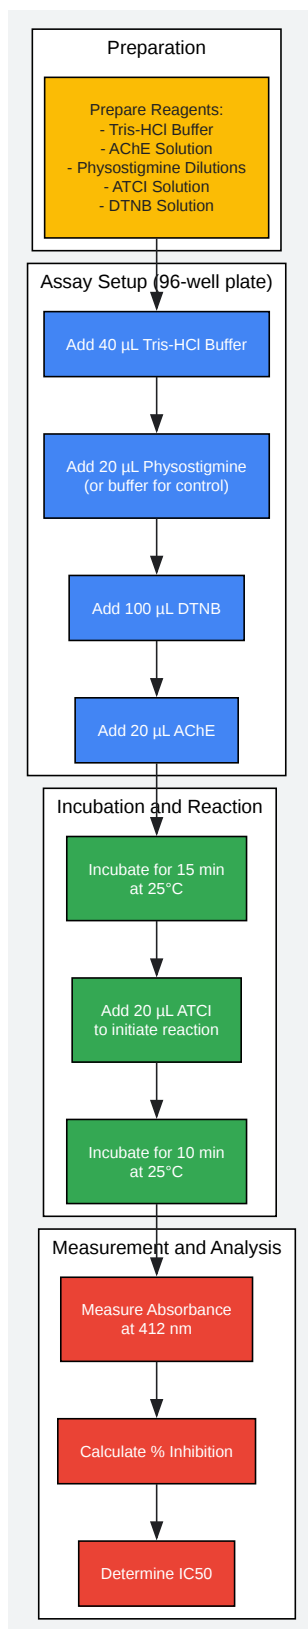 Preparation
Prepare Reagents:
- Tris-HCl Buffer
- AChE Solution
- Physostigmine Dilutions
- ATCI Solution
- DTNB Solution
Assay Setup (96-well plate)
Add 40 µL Tris-HCl Buffer
Add 20 µL Physostigmine
(or buffer for control)
Add 100 µL DTNB
Add 20 µL AChE
Incubation and Reaction
Incubate for 15 min
at 25°C
Add 20 µL ATCI
to initiate reaction
Incubate for 10 min
at 25°C
Measurement and Analysis
Measure Absorbance
at 412 nm
Calculate % Inhibition
Determine IC50